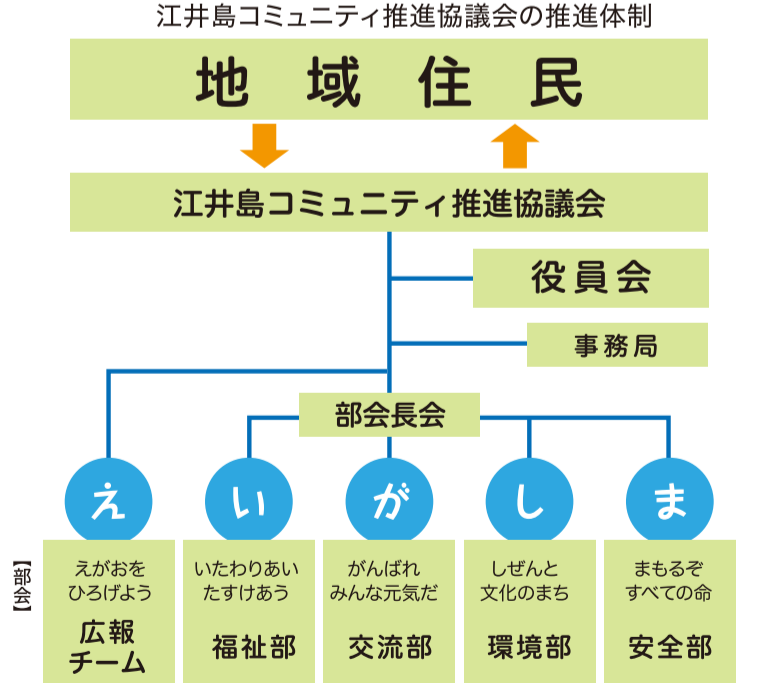 江井島コミュニティ推進協議会の推進体制
地域住民
江井島コミュニティ推進協議会
役員会
事務局
部会長会
え
い
が
し
ま
【部会】
えがおを
ひろげよう
広報
チーム
いたわりあい
たすけあう
福祉部
がんばれ
みんな元気だ
交流部
しぜんと
文化のまち
環境部
まもるぞ
すべての命
安全部